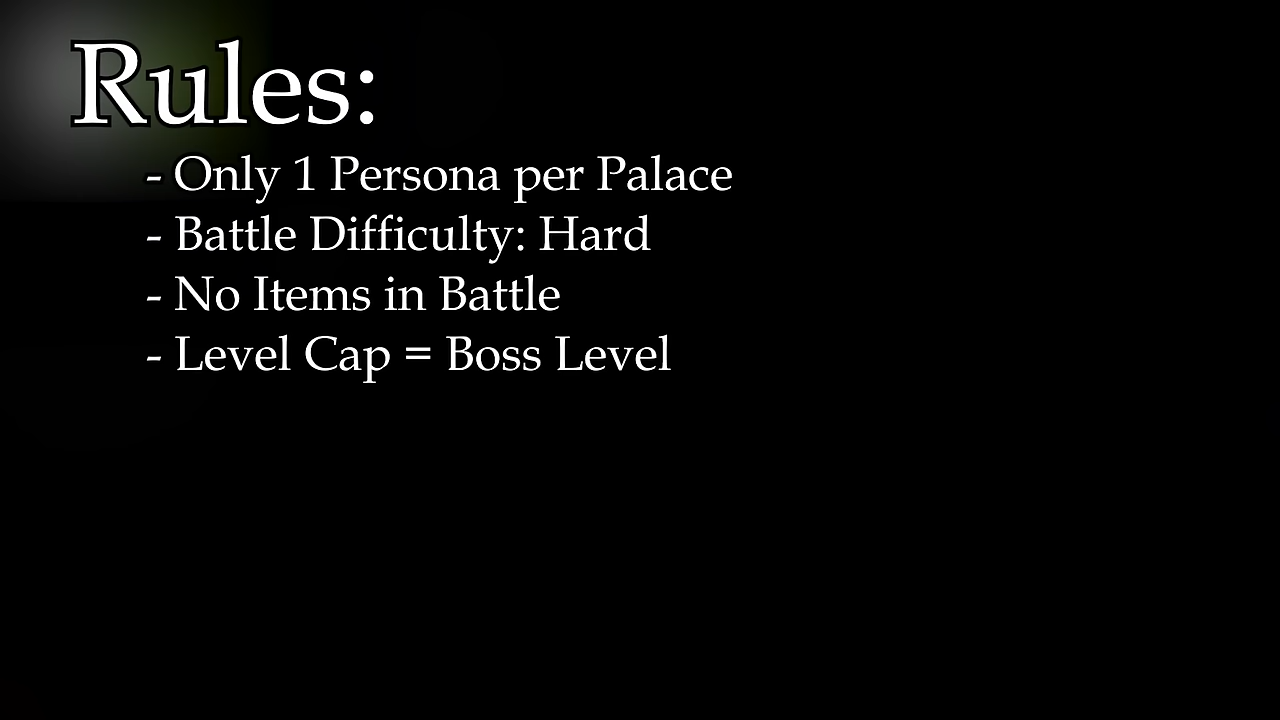 Rules:
- Only 1 Persona per Palace
- Battle Difficulty: Hard
- No Items in Battle
- Level Cap = Boss Level